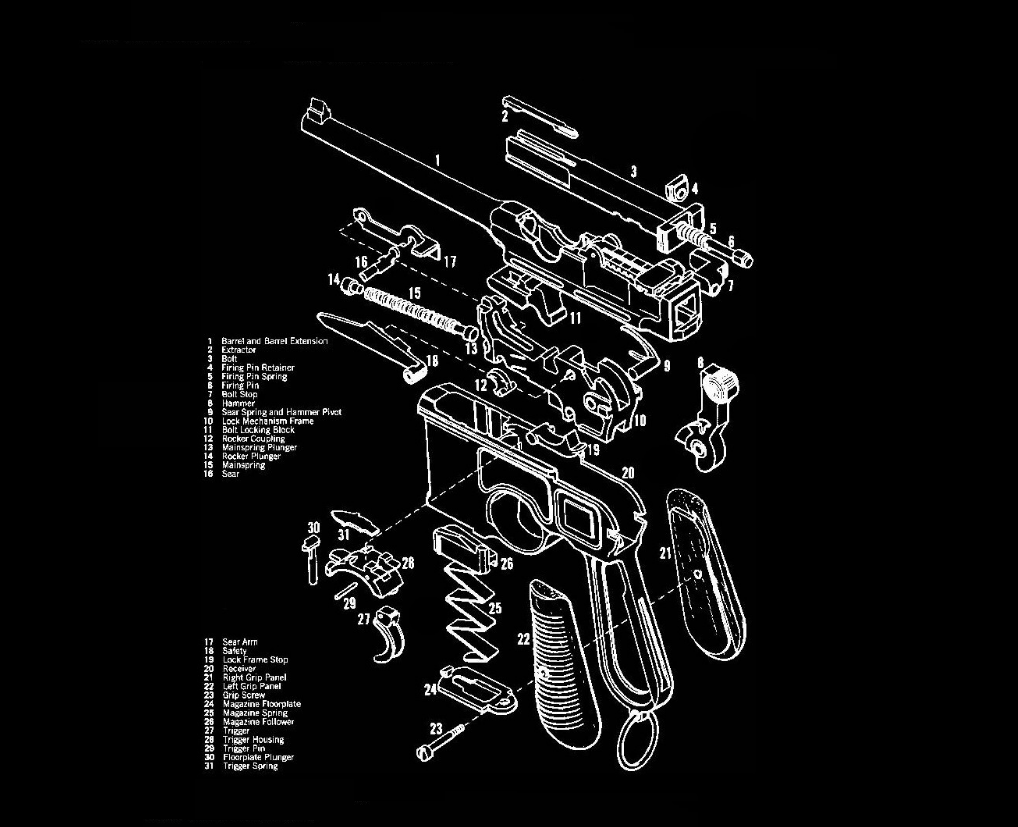 2
1
3
4
5
6
16
17
7
14
15
11
13
18
9
8
12
10
19
20
1 Barrel and Barrel Extension
2 Extractor
3 Bolt
4 Firing Pin Retainer
5 Firing Pin Spring
6 Firing Pin
7 Bolt Stop
8 Hammer
9 Sear Spring and Hammer Pivot
10 Lock Mechanism Frame
11 Bolt Locking Block
12 Rocker Coupling
13 Mainspring Plunger
14 Rocker Plunger
15 Mainspring
16 Sear
30
31
21
28
26
29
25
27
22
24
23
17 Sear Arm
18 Safety
19 Lock Frame Stop
20 Receiver
21 Right Grip Panel
22 Left Grip Panel
23 Grip Screw
24 Magazine Floorplate
25 Magazine Spring
26 Magazine Follower
27 Trigger
28 Trigger Housing
29 Trigger Pin
30 Floorplate Plunger
31 Trigger Spring